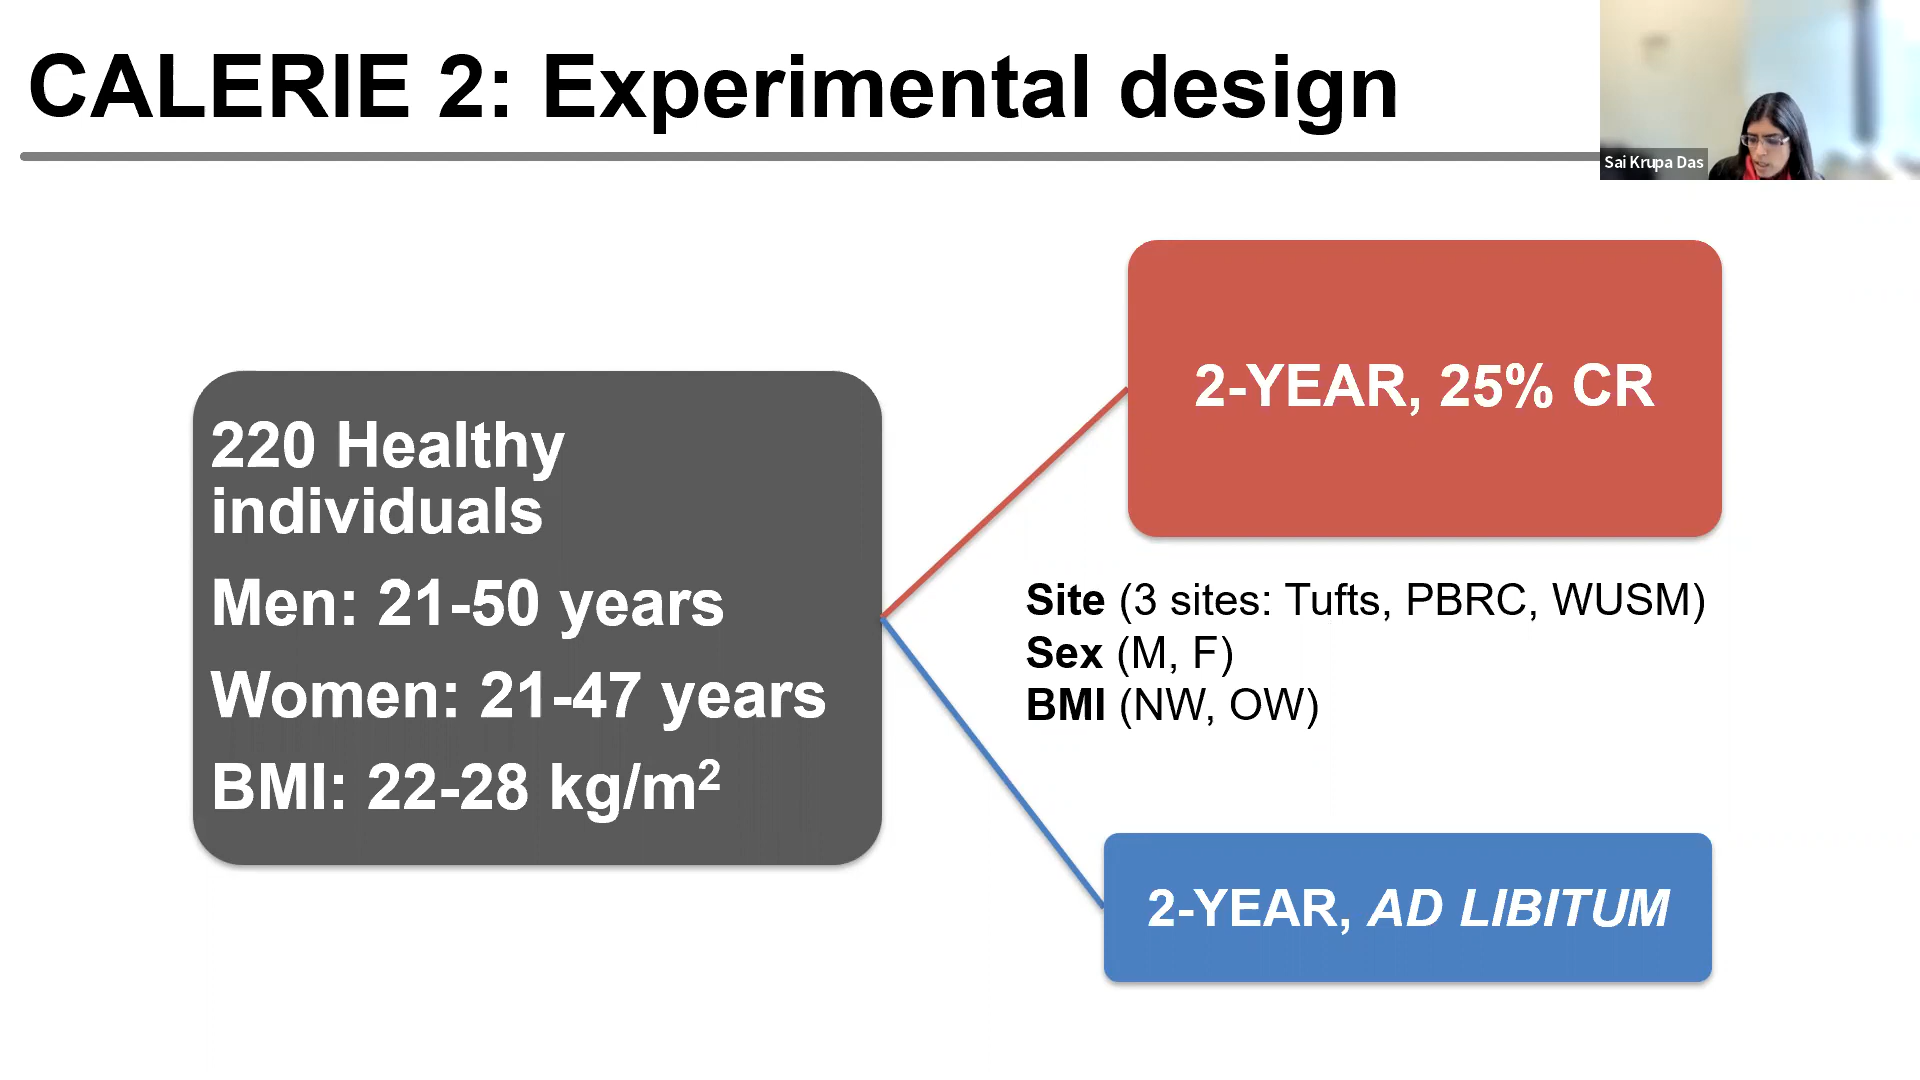 CALERIE 2: Experimental design
Sai Krupa Das
220 Healthy
individuals
Men: 21-50 years
Women: 21-47 years
BMI: 22-28 kg/m²
2-YEAR, 25% CR
Site (3 sites: Tufts, PBRC, WUSM)
Sex (M, F)
BMI (NW, OW)
2-YEAR, AD LIBITUM